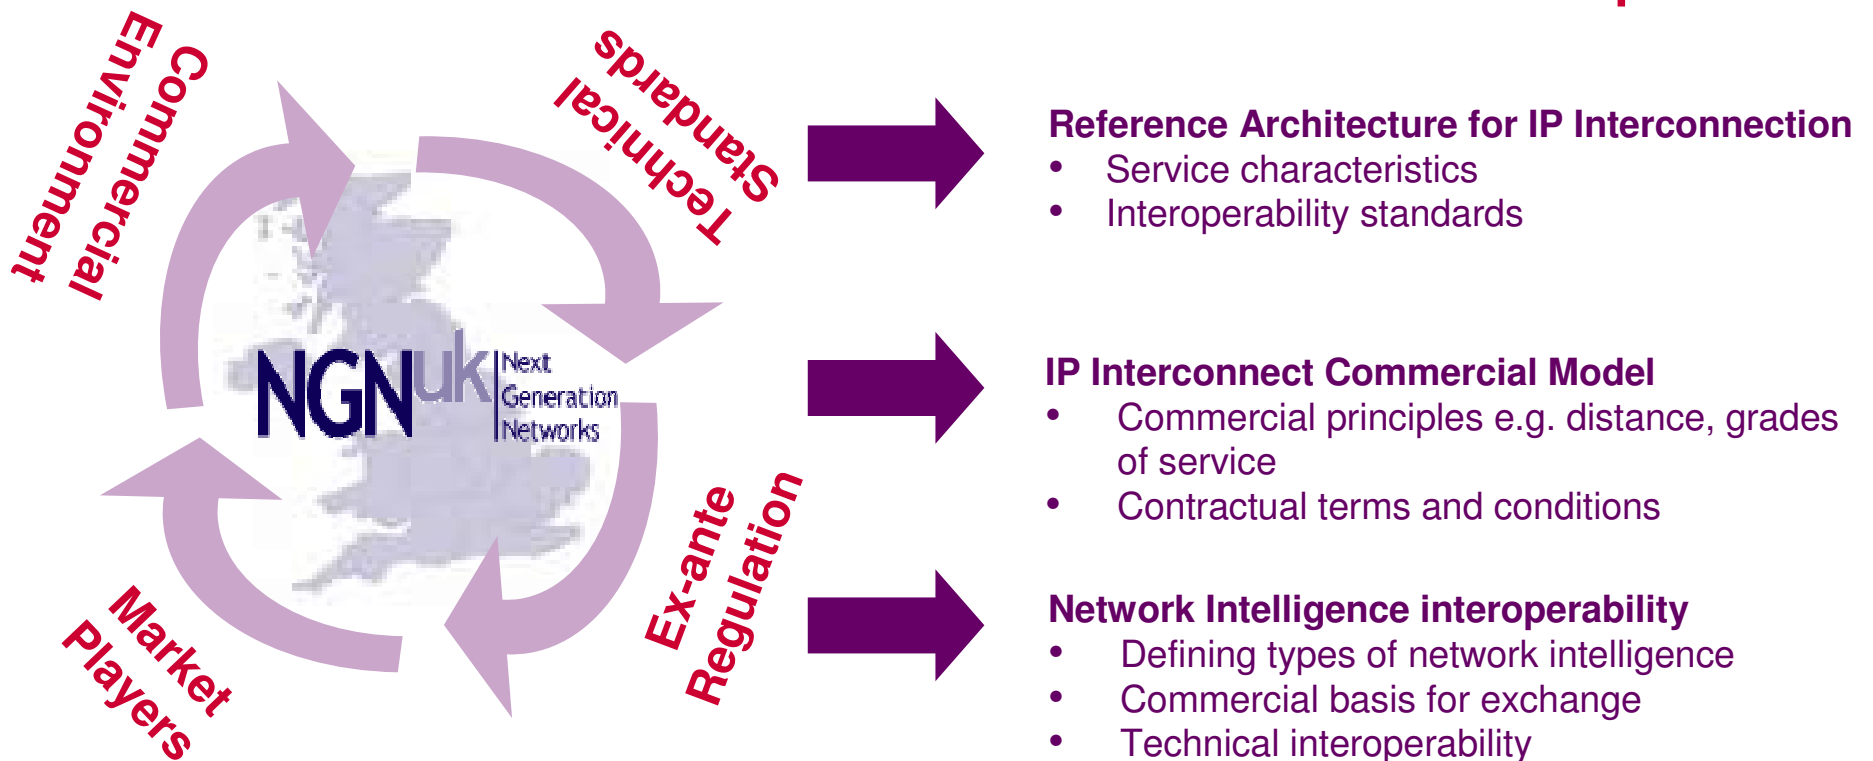 Commercial
Environment
Technical
Standards
NGNuk
Next
Generation
Networks
Ex-ante
Regulation
Market
Players
Reference Architecture for IP Interconnection
• Service characteristics
• Interoperability standards
IP Interconnect Commercial Model
• Commercial principles e.g. distance, grades
of service
• Contractual terms and conditions
Network Intelligence interoperability
• Defining types of network intelligence
• Commercial basis for exchange
• Technical interoperability